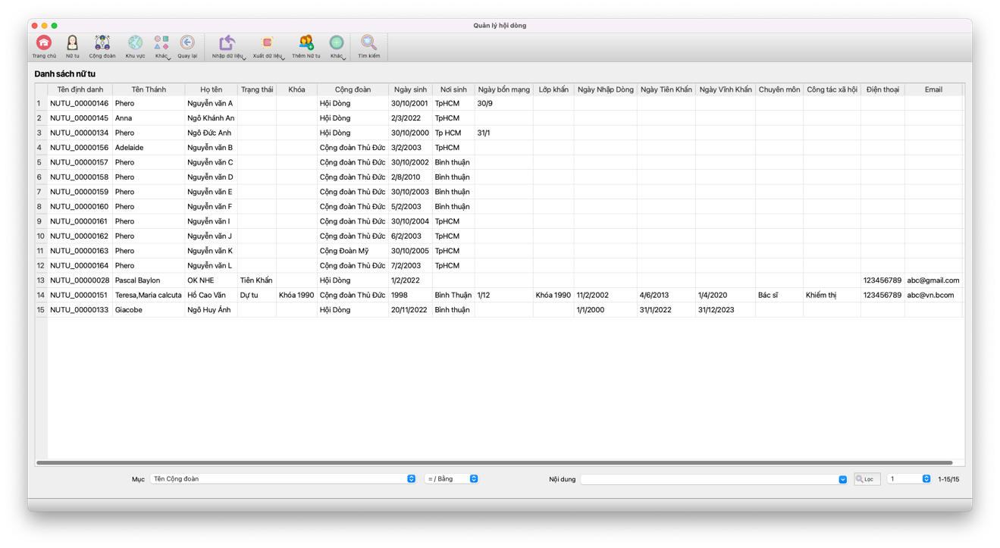 Quản lý hội dòng
Trang chủ Nữ tu Cộng đoàn Khu vực Khác Quay lại Nhập dữ liệu Xuất dữ liệu Thêm Nữ tu Khác Tìm kiếm
Danh sách nữ tu
Tên định danh Tên Thánh Họ tên Trạng thái Khóa Cộng đoàn Ngày sinh Nơi sinh Ngày bổn mạng Lớp khấn Ngày Nhập Dòng Ngày Tiên Khấn Ngày Vĩnh Khấn Chuyên môn Công tác xã hội Điện thoại Email
1 NUTU_00000146 Phero Nguyễn văn A Hội Dòng 30/10/2001 TpHCM 30/9
2 NUTU_00000145 Anna Ngô Khánh An Hội Dòng 2/3/2022 TpHCM
3 NUTU_00000134 Phero Ngô Đức Anh Hội Dòng 30/10/2000 Tp HCM 31/1
4 NUTU_00000156 Adelaide Nguyễn văn B Cộng đoàn Thủ Đức 3/2/2003 TpHCM
5 NUTU_00000157 Phero Nguyễn văn C Cộng đoàn Thủ Đức 30/10/2002 Bình thuận
6 NUTU_00000158 Phero Nguyễn văn D Cộng đoàn Thủ Đức 2/8/2010 Bình thuận
7 NUTU_00000159 Phero Nguyễn văn E Cộng đoàn Thủ Đức 30/10/2003 Bình thuận
8 NUTU_00000160 Phero Nguyễn văn F Cộng đoàn Thủ Đức 5/2/2003 Bình thuận
9 NUTU_00000161 Phero Nguyễn văn I Cộng đoàn Thủ Đức 30/10/2004 TpHCM
10 NUTU_00000162 Phero Nguyễn văn J Cộng đoàn Thủ Đức 6/2/2003 TpHCM
11 NUTU_00000163 Phero Nguyễn văn K Cộng Đoàn Mỹ 30/10/2005 TpHCM
12 NUTU_00000164 Phero Nguyễn văn L Cộng đoàn Thủ Đức 7/2/2003 TpHCM
13 NUTU_00000028 Pascal Baylon OK NHE Tiên Khấn Hội Dòng 1/2/2022 123456789 abc@gmail.com
14 NUTU_00000151 Teresa,Maria calcuta Hồ Cao Văn Dự tu Khóa 1990 Cộng đoàn Thủ Đức 1998 Bình Thuận 1/12 Khóa 1990 11/2/2002 4/6/2013 1/4/2020 Bác sĩ Khiếm thị 123456789 abc@vn.bcom
15 NUTU_00000133 Giacobe Ngô Huy Ánh Hội Dòng 20/11/2022 Bình thuận 1/1/2000 31/1/2022 31/12/2023
Mục Tên Cộng đoàn = / Bằng Nội dung Lọc 1 1-15/15